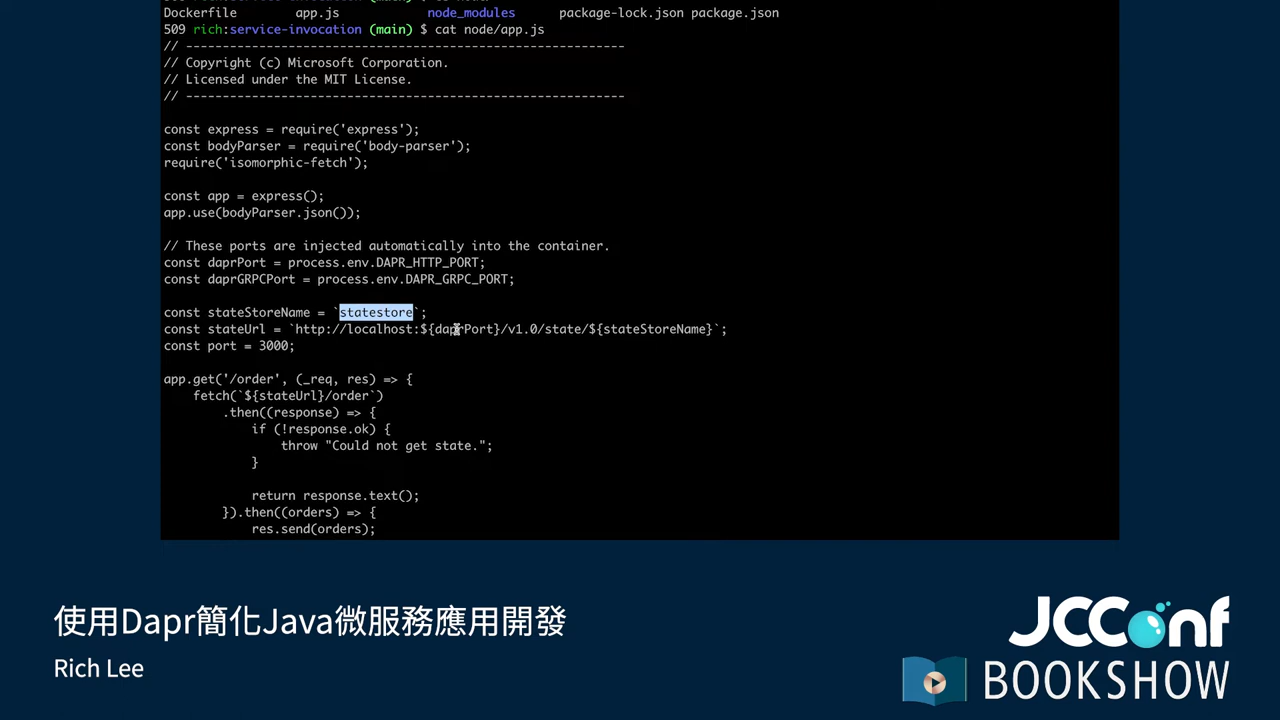 Dockerfile app.js node_modules package-lock.json package.json
509 rich:service-invocation (main) $ cat node/app.js
// ------------------------------------------------------------
// Copyright (c) Microsoft Corporation.
// Licensed under the MIT License.
// ------------------------------------------------------------
const express = require('express');
const bodyParser = require('body-parser');
require('isomorphic-fetch');
const app = express();
app.use(bodyParser.json());
// These ports are injected automatically into the container.
const daprPort = process.env.DAPR_HTTP_PORT;
const daprGRPCPort = process.env.DAPR_GRPC_PORT;
const stateStoreName = `statestore`;
const stateUrl = `http://localhost:${daprPort}/v1.0/state/${stateStoreName}`;
const port = 3000;
app.get('/order', (_req, res) => {
    fetch(`${stateUrl}/order`)
        .then((response) => {
            if (!response.ok) {
                throw "Could not get state.";
            }
            return response.text();
        }).then((orders) => {
            res.send(orders);
使用Dapr簡化Java微服務應用開發
Rich Lee
JCConf
BOOKSHOW